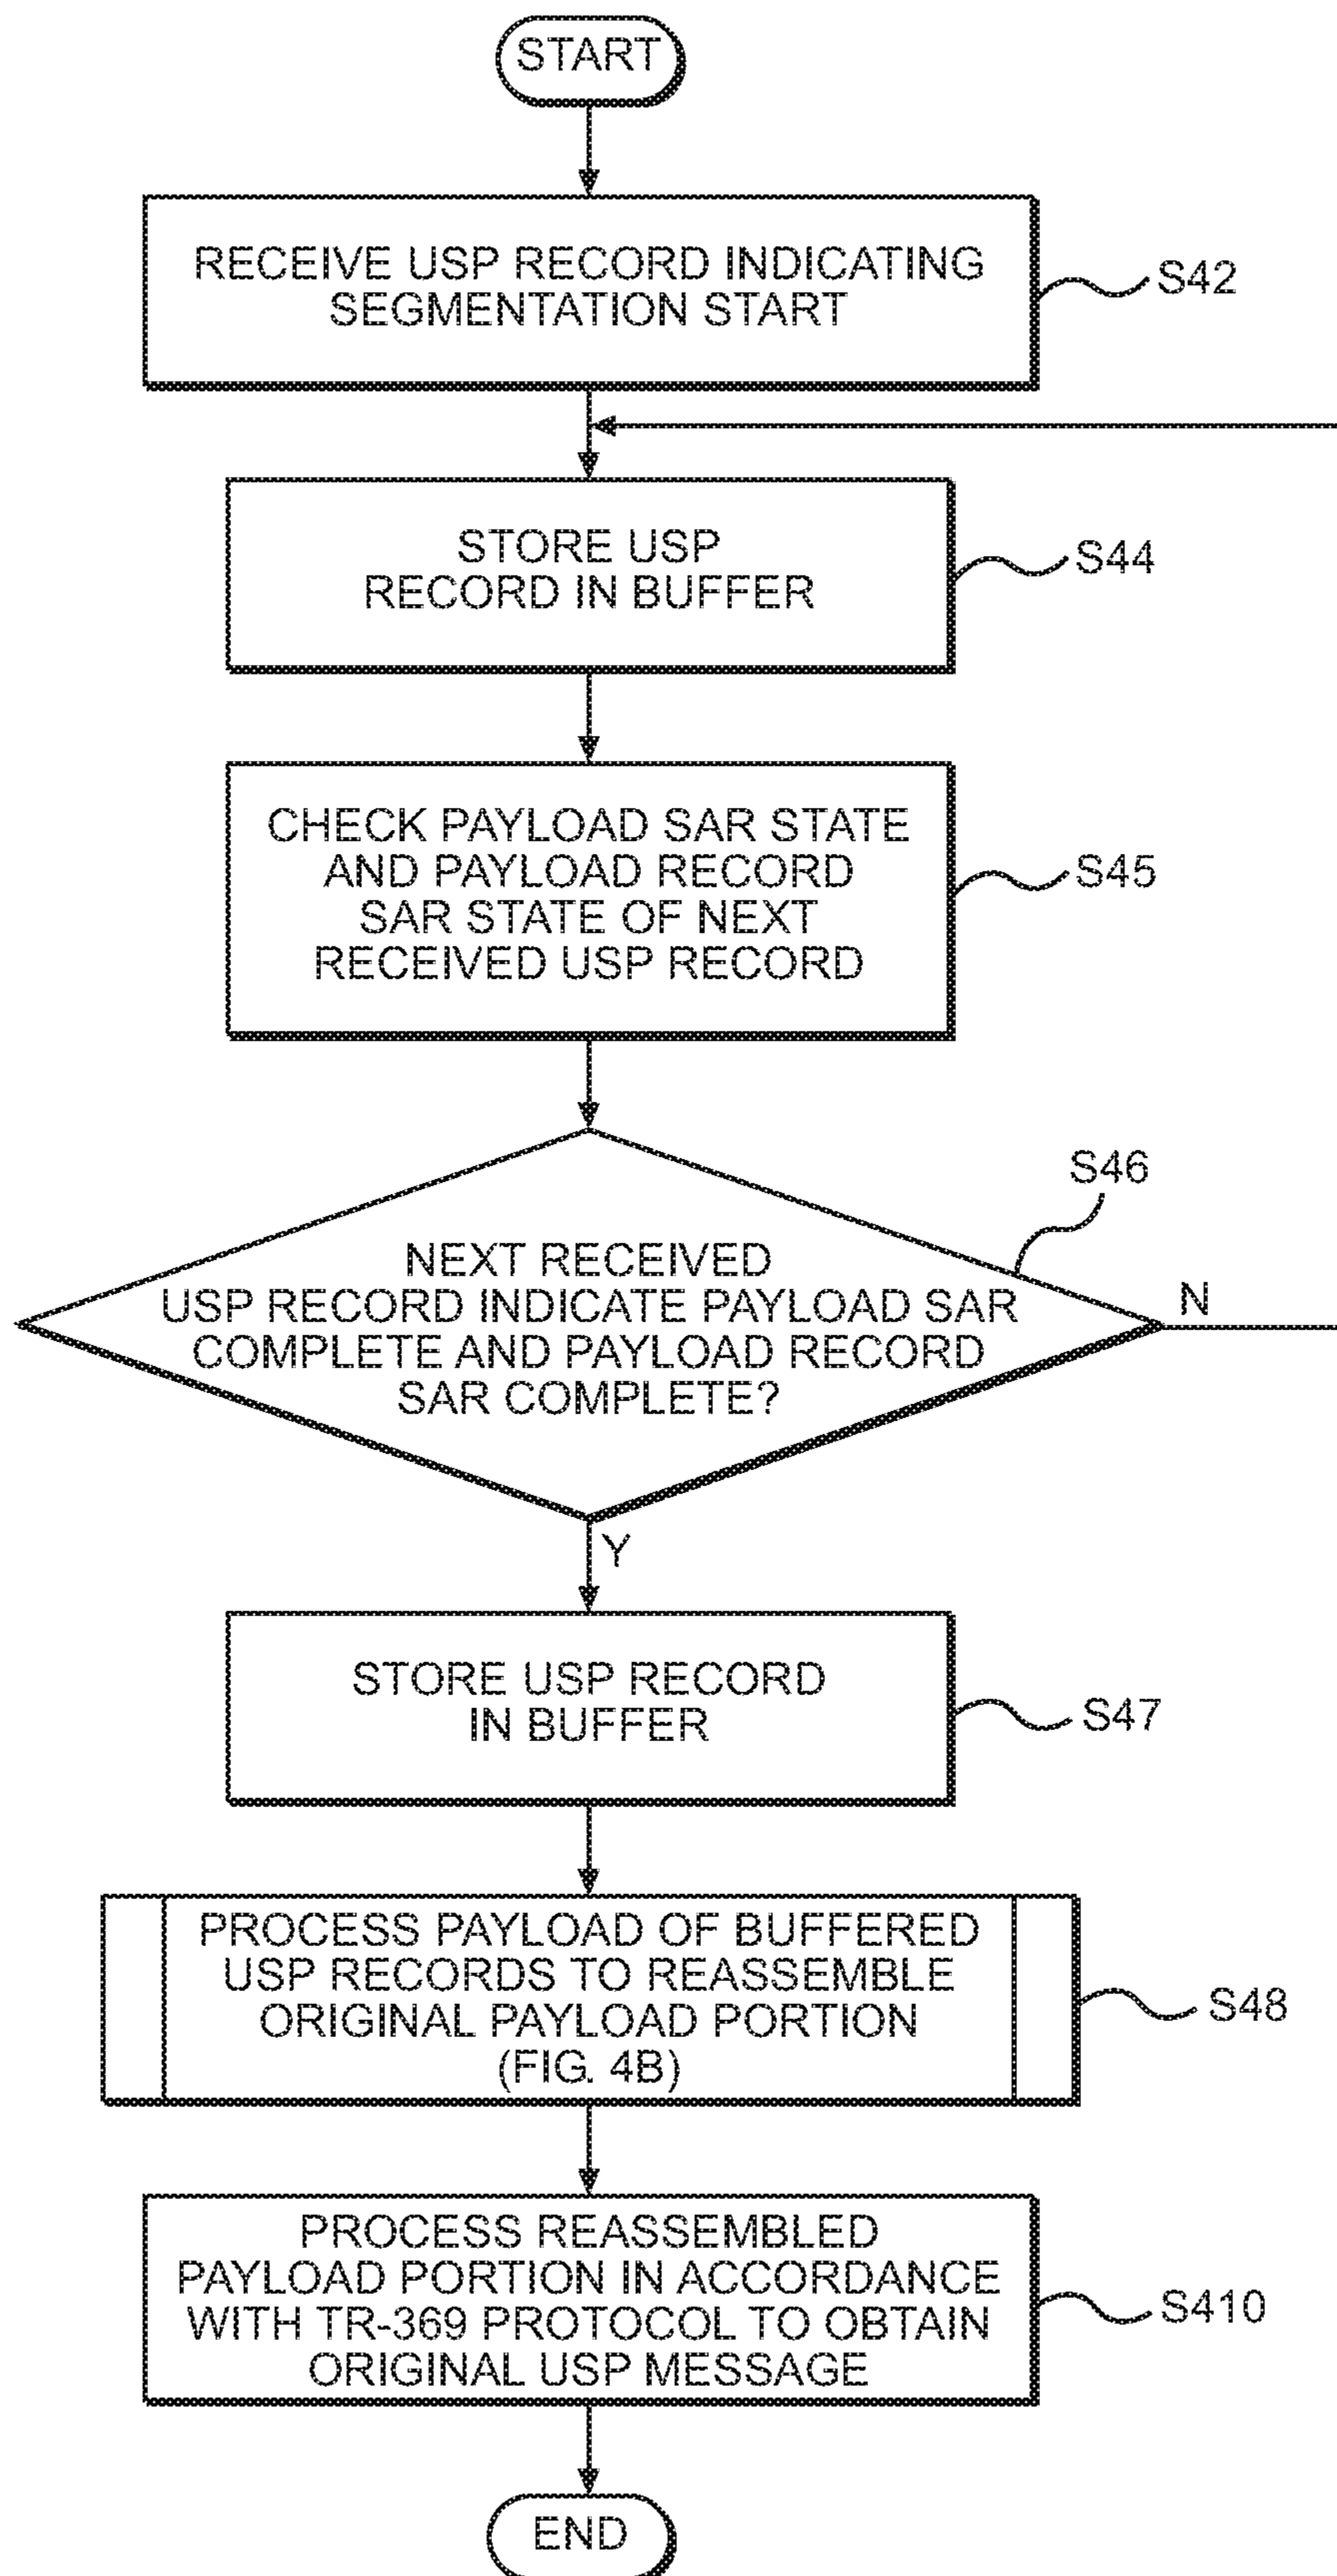 START
RECEIVE USP RECORD INDICATING
SEGMENTATION START
S42
STORE USP
RECORD IN BUFFER
S44
CHECK PAYLOAD SAR STATE
AND PAYLOAD RECORD
SAR STATE OF NEXT
RECEIVED USP RECORD
S45
S46
NEXT RECEIVED
USP RECORD INDICATE PAYLOAD SAR
COMPLETE AND PAYLOAD RECORD
SAR COMPLETE?
N
Y
STORE USP RECORD
IN BUFFER
S47
PROCESS PAYLOAD OF BUFFERED
USP RECORDS TO REASSEMBLE
ORIGINAL PAYLOAD PORTION
(FIG. 4B)
S48
PROCESS REASSEMBLED
PAYLOAD PORTION IN ACCORDANCE
WITH TR-369 PROTOCOL TO OBTAIN
ORIGINAL USP MESSAGE
S410
END